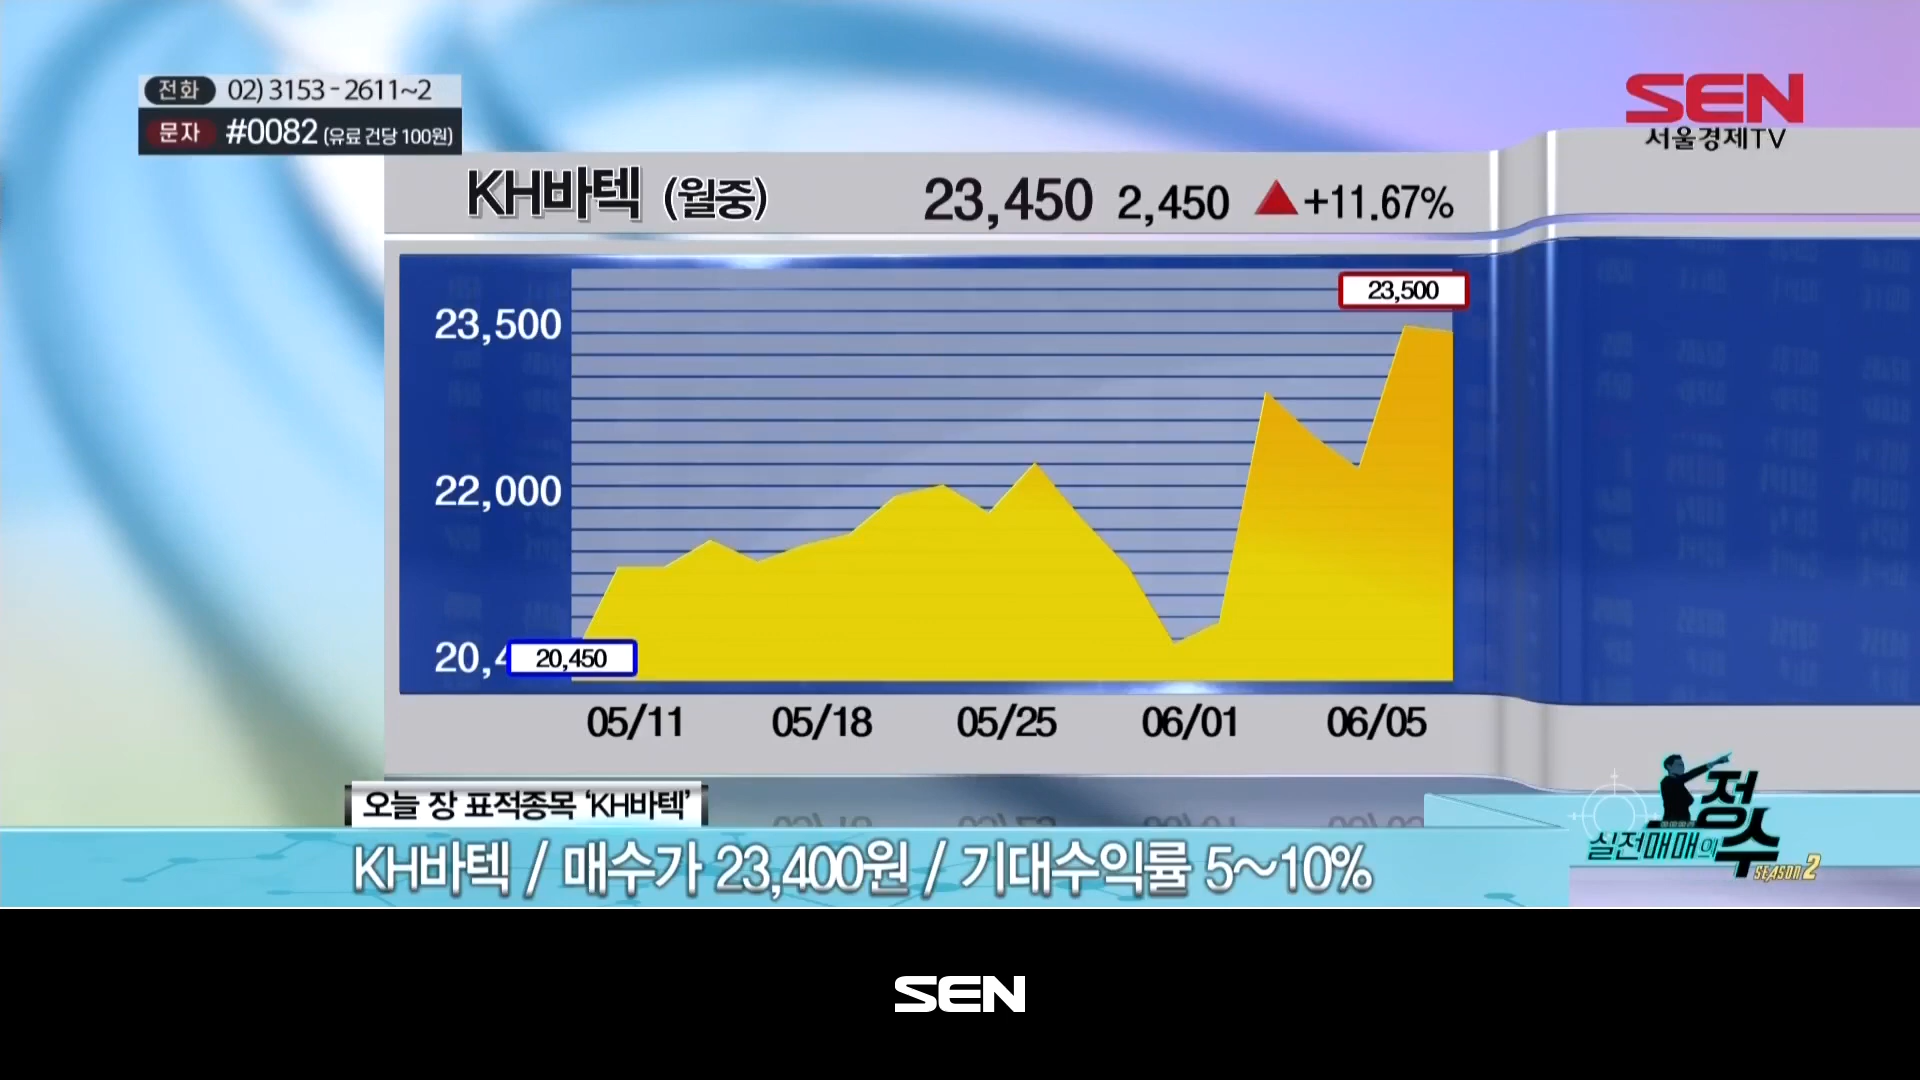 전화 02) 3153-2611~2
문자 #0082 (유료 건당 100원)
SEN
서울경제TV
KH바텍 (월중) 23,450 2,450 ▲+11.67%
23,500
23,500
22,000
20,450
05/11 05/18 05/25 06/01 06/05
오늘 장 표적종목 ‘KH바텍’
KH바텍 / 매수가 23,400원 / 기대수익률 5~10%
실전매매의 정수
SEASON 2
SEN